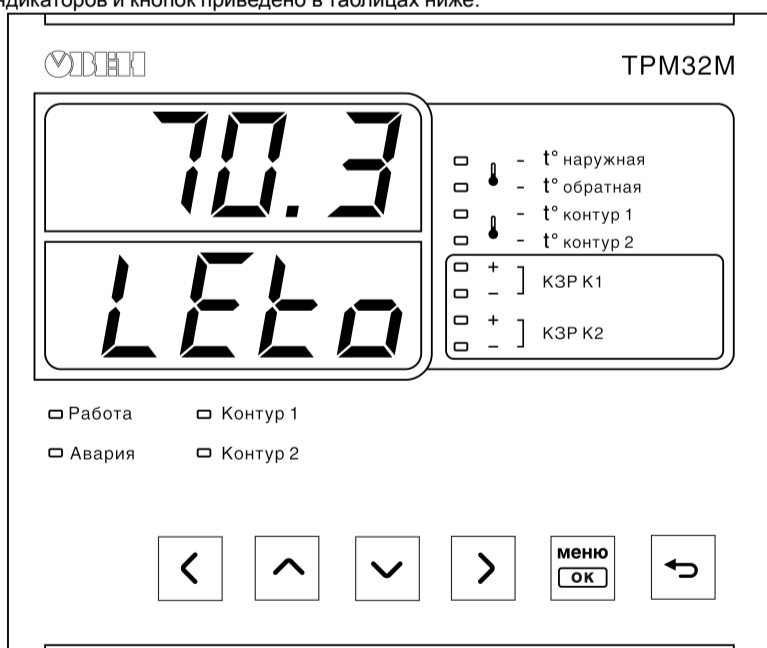 ндикаторов и кнопок приведено в таблицах ниже.
ОВЕН
ТРМ32М
70.3
LEto
t° наружная
t° обратная
t° контур 1
t° контур 2
+
КЗР К1
–
+
КЗР К2
–
Работа
Контур 1
Авария
Контур 2
меню
ОК